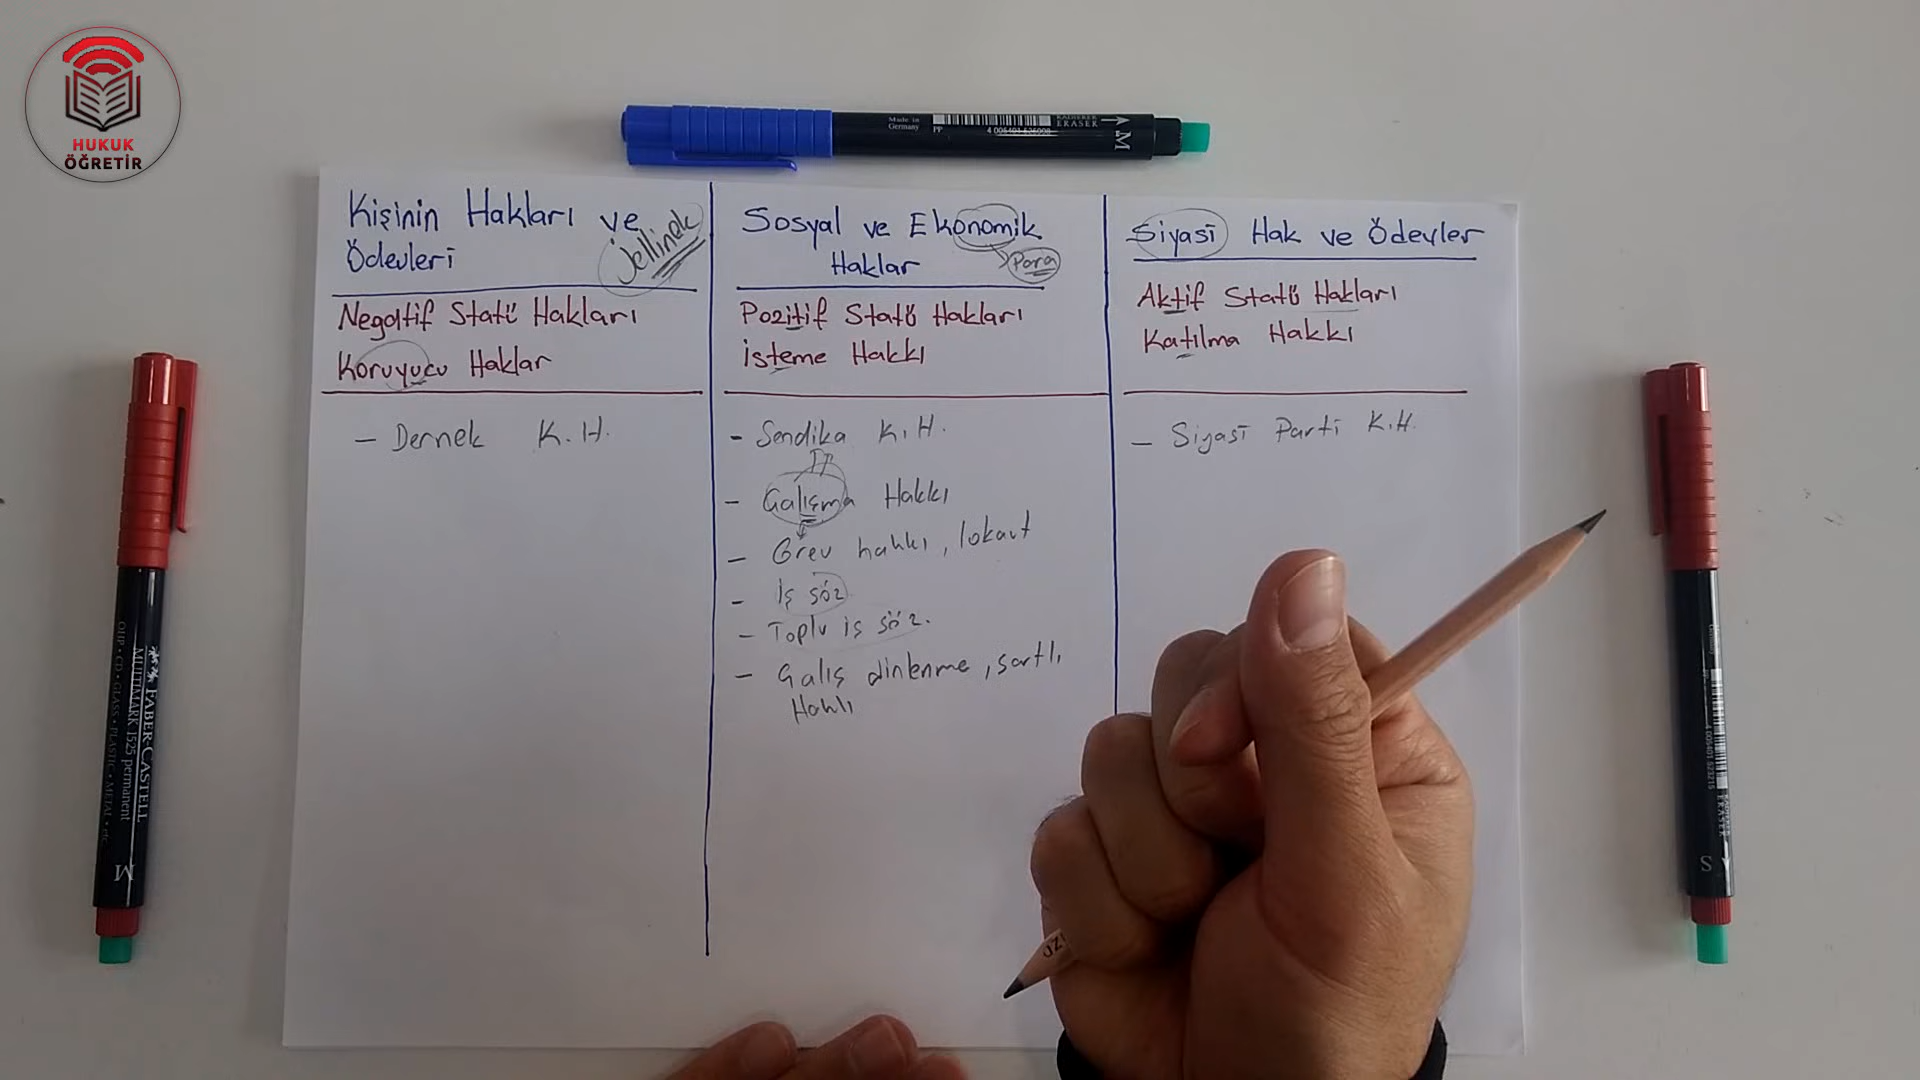 HUKUK
ÖĞRETİR
Made in
Germany
PP
ERASER
M
Kişinin Hakları ve
Ödevleri
Jellinek
Negatif Statü Hakları
Koruyucu Haklar
- Dernek K.H.
Sosyal ve Ekonomik
Haklar
Para
Pozitif Statü Hakları
İsteme Hakkı
- Sendika K.H.
- Çalışma Hakkı
- Grev hakkı, lokavt
- İş söz
- Toplu iş söz.
- Çalış dinlenme, şartlı
Hakkı
Siyasi Hak ve Ödevler
Aktif Statü Hakları
Katılma Hakkı
- Siyasi Parti K.H.
FABER-CASTELL
MULTIMARK 1525 permanent
OHP • CD • GLASS • PLASTIC • METAL • etc.
M
ERASER
S